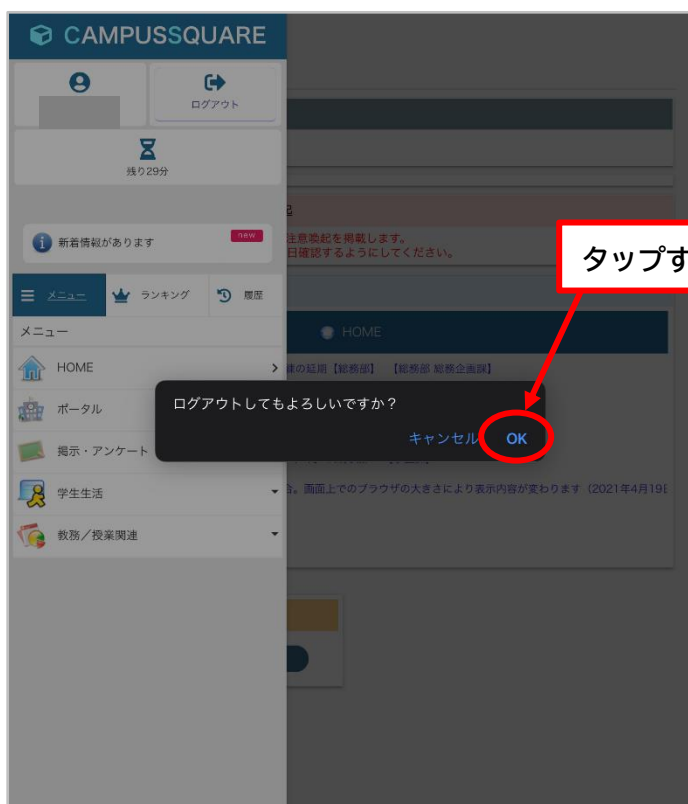 CAMPUSSQUARE
ログアウト
残り29分
新着情報があります
new
メニュー
ランキング
履歴
メニュー
HOME
ポータル
掲示・アンケート
学生生活
教務／授業関連
注意喚起を掲載します。
日確認するようにしてください。
HOME
の延期【総務部】 【総務部 総務企画課】
ログアウトしてもよろしいですか？
キャンセル
OK
合。画面上でのブラウザの大きさにより表示内容が変わります（2021年4月19日
タップす